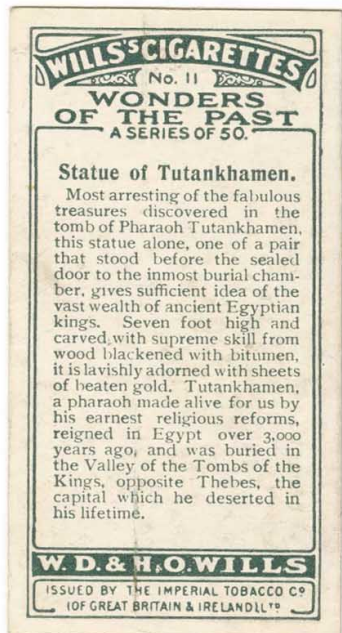 WILLS'S CIGARETTES
No. 11
WONDERS
OF THE PAST
A SERIES OF 50.
Statue of Tutankhamen.
Most arresting of the fabulous
treasures discovered in the
tomb of Pharaoh Tutankhamen,
this statue alone, one of a pair
that stood before the sealed
door to the inmost burial cham-
ber, gives sufficient idea of the
vast wealth of ancient Egyptian
kings. Seven foot high and
carved with supreme skill from
wood blackened with bitumen,
it is lavishly adorned with sheets
of beaten gold. Tutankhamen,
a pharaoh made alive for us by
his earnest religious reforms,
reigned in Egypt over 3,000
years ago, and was buried in
the Valley of the Tombs of the
Kings, opposite Thebes, the
capital which he deserted in
his lifetime.
W. D. & H. O. WILLS
ISSUED BY THE IMPERIAL TOBACCO Co
(OF GREAT BRITAIN & IRELAND), LTD